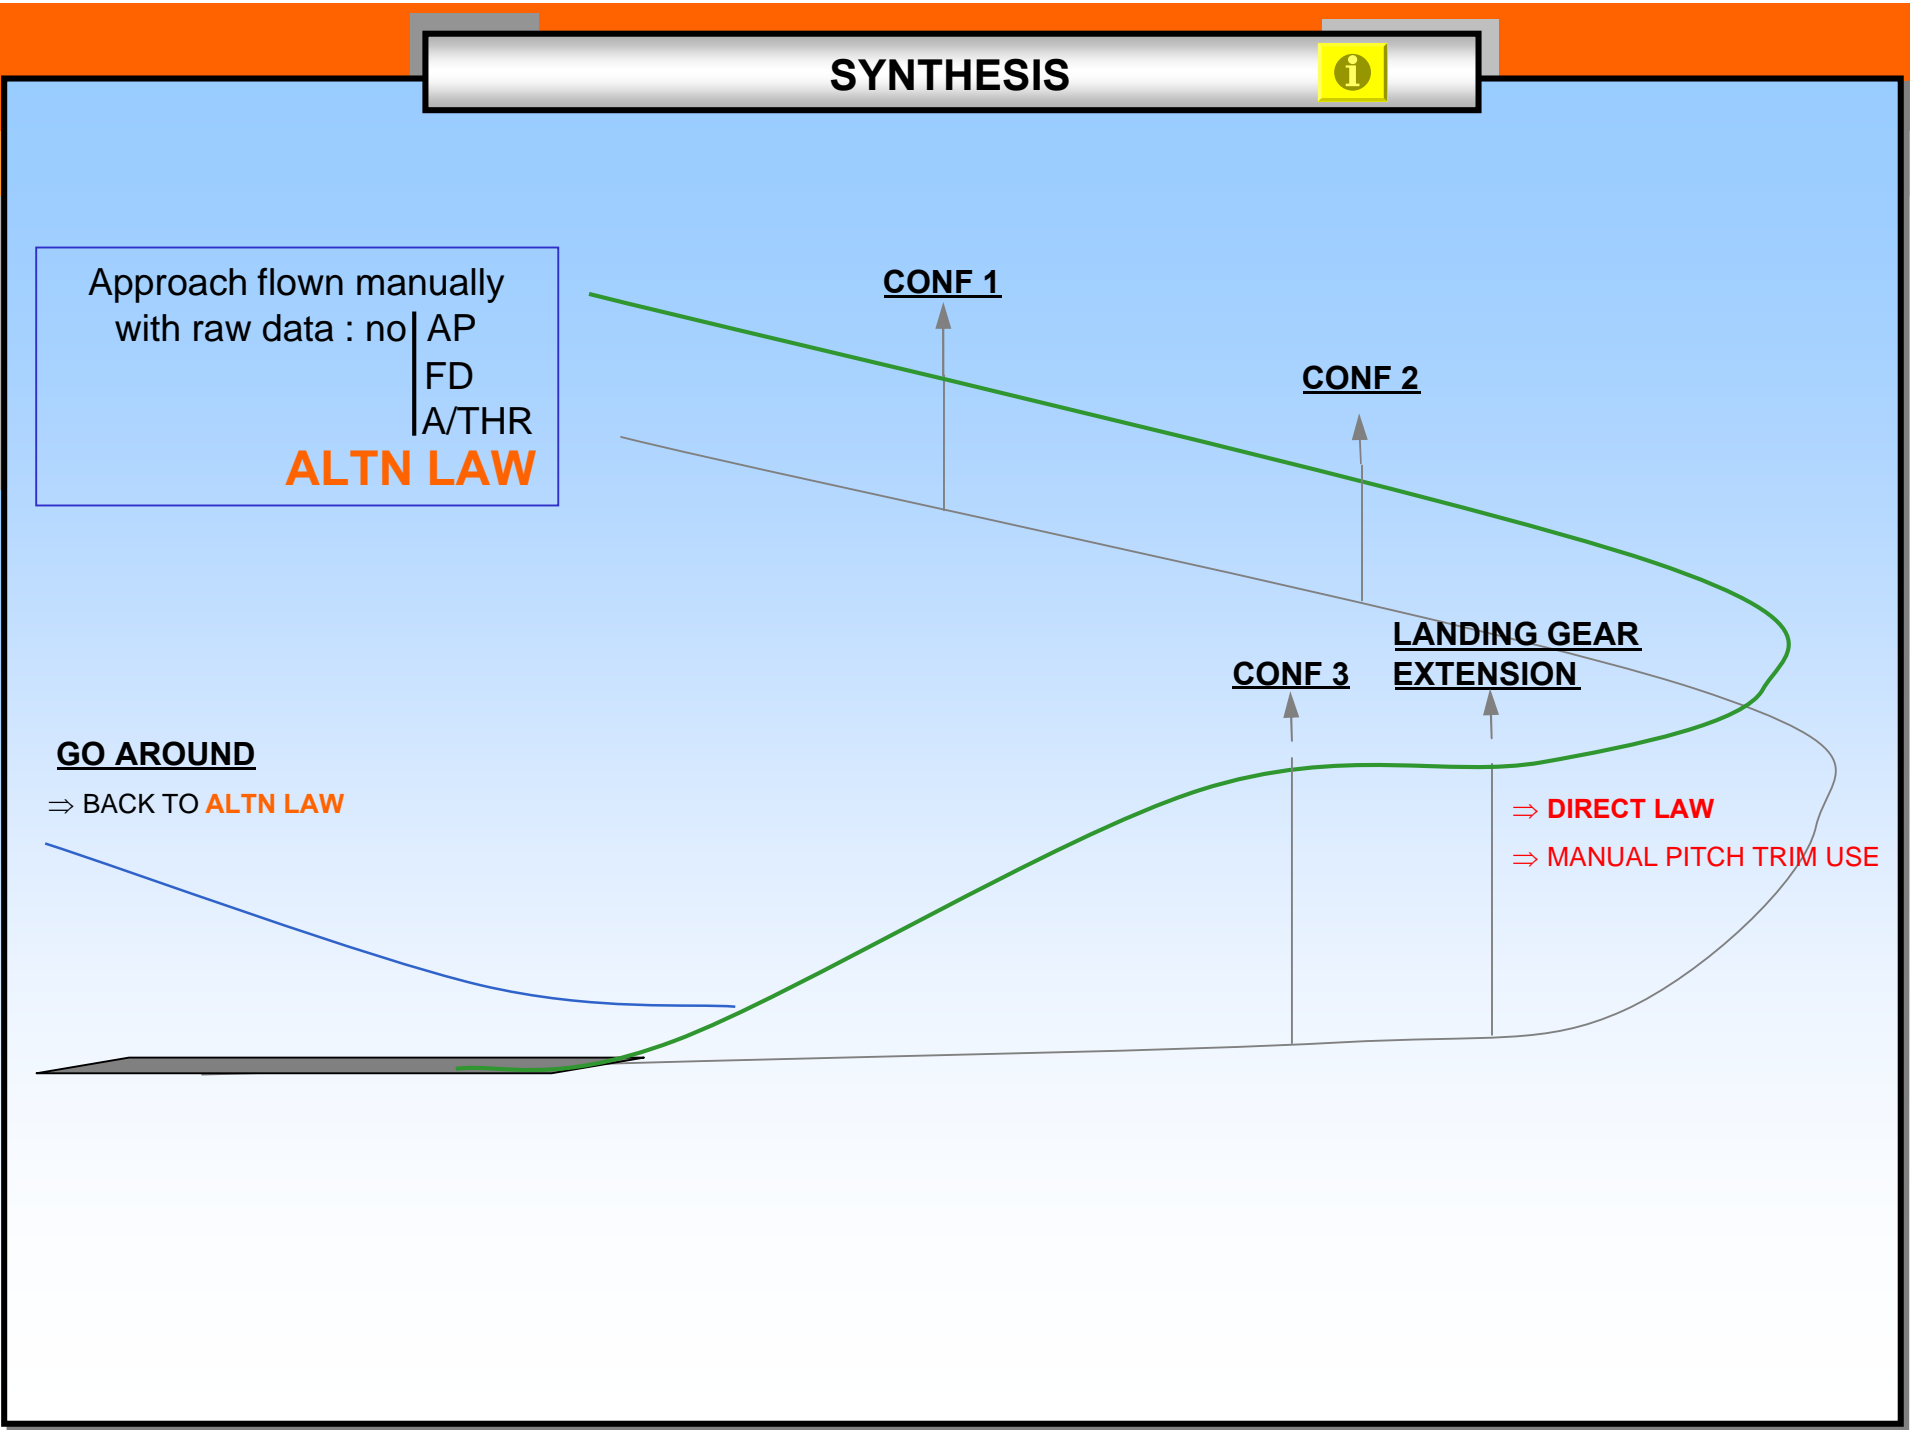 SYNTHESIS
Approach flown manually
with raw data : no AP
FD
A/THR
ALTN LAW
CONF 1
CONF 2
LANDING GEAR
EXTENSION
CONF 3
GO AROUND
⇒ BACK TO ALTN LAW
⇒ DIRECT LAW
⇒ MANUAL PITCH TRIM USE